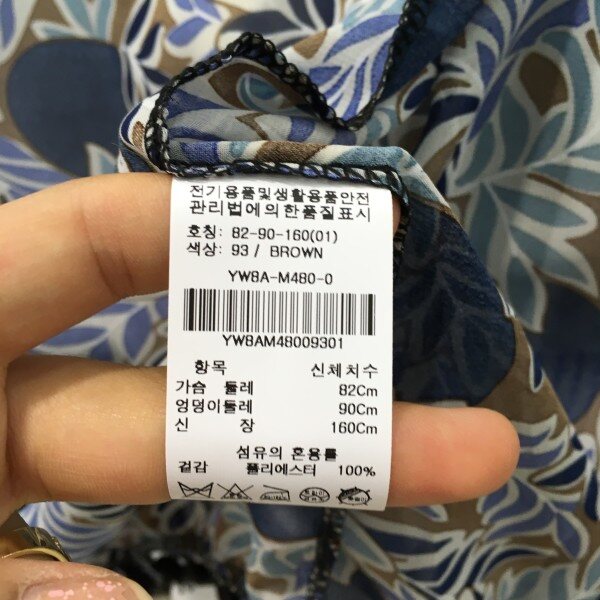 전기용품및생활용품안전
관리법에의한품질표시
호칭: 82-90-160(01)
색상: 93 / BROWN
YW8A-M480-0
YW8AM48009301
항목 신체치수
가슴 둘레 82Cm
엉덩이둘레 90Cm
신 장 160Cm
섬유의 혼용률
겉감 폴리에스터 100%